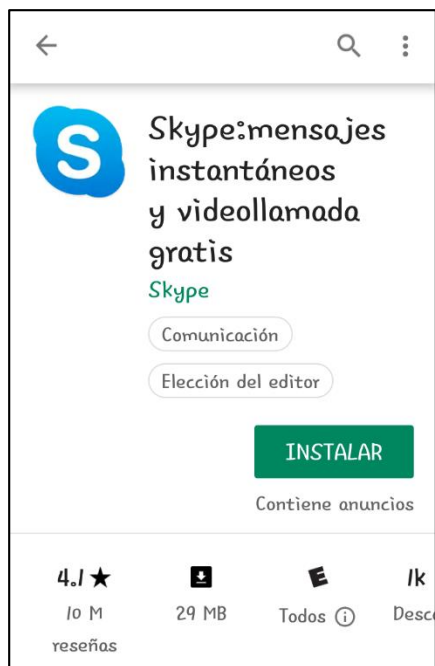 S
Skype:mensajes
instantáneos
y videollamada
gratis
Skype
Comunicación
Elección del editor
INSTALAR
Contiene anuncios
4.1 ★ E 1k
10 M 29 MB Todos Desc
reseñas